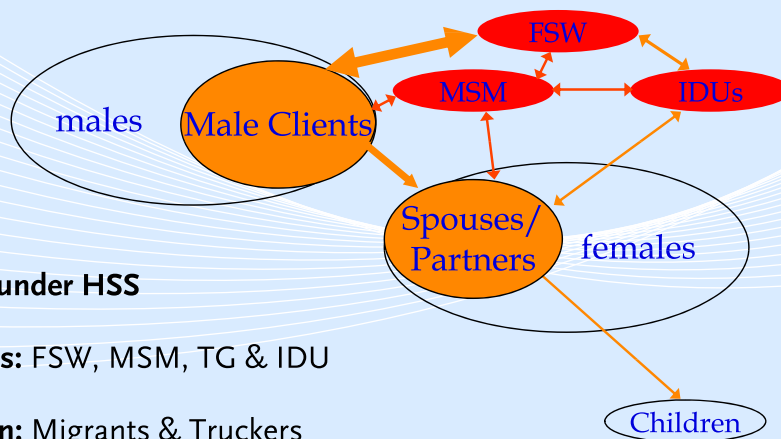 FSW
MSM
IDUs
males
Male Clients
Spouses/
Partners
females
under HSS
s: FSW, MSM, TG & IDU
n: Migrants & Truckers
Children